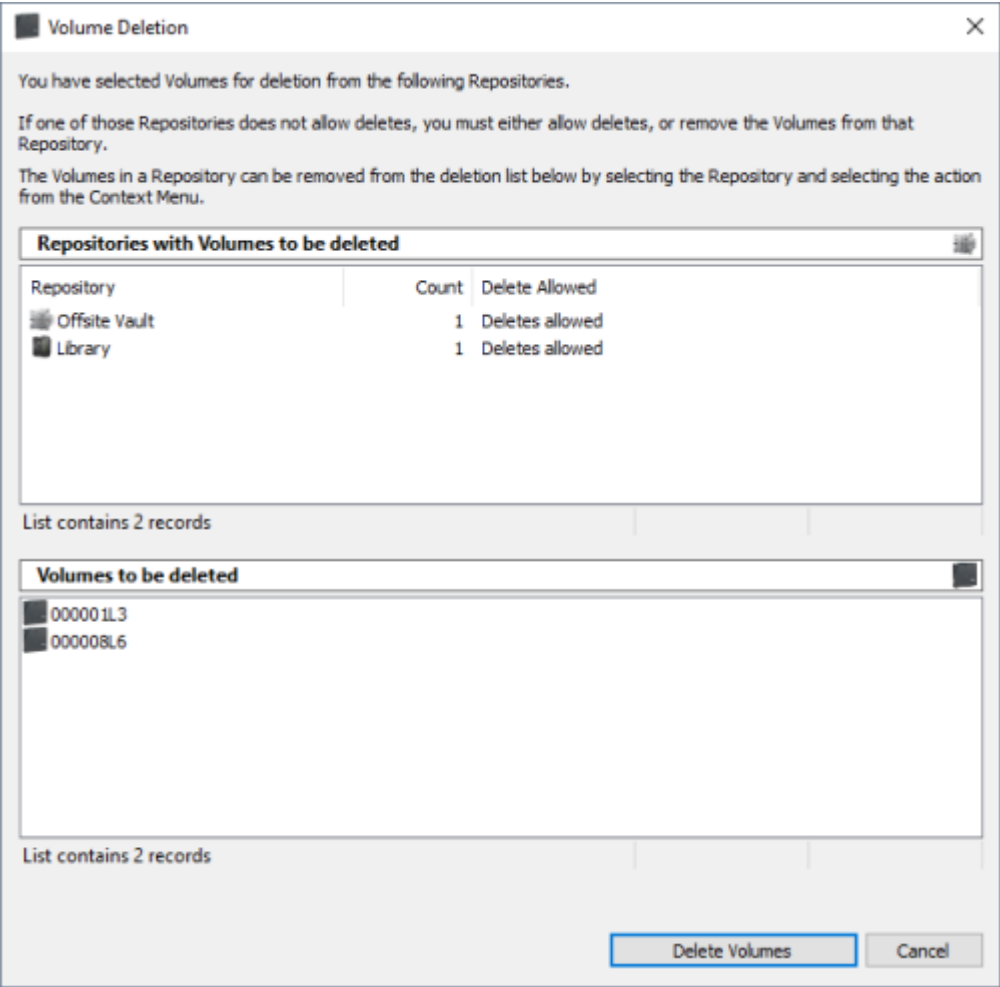 Volume Deletion
You have selected Volumes for deletion from the following Repositories.
If one of those Repositories does not allow deletes, you must either allow deletes, or remove the Volumes from that
Repository.
The Volumes in a Repository can be removed from the deletion list below by selecting the Repository and selecting the action
from the Context Menu.
Repositories with Volumes to be deleted
Repository Count Delete Allowed
Offsite Vault 1 Deletes allowed
Library 1 Deletes allowed
List contains 2 records
Volumes to be deleted
000001L3
000008L6
List contains 2 records
Delete Volumes Cancel